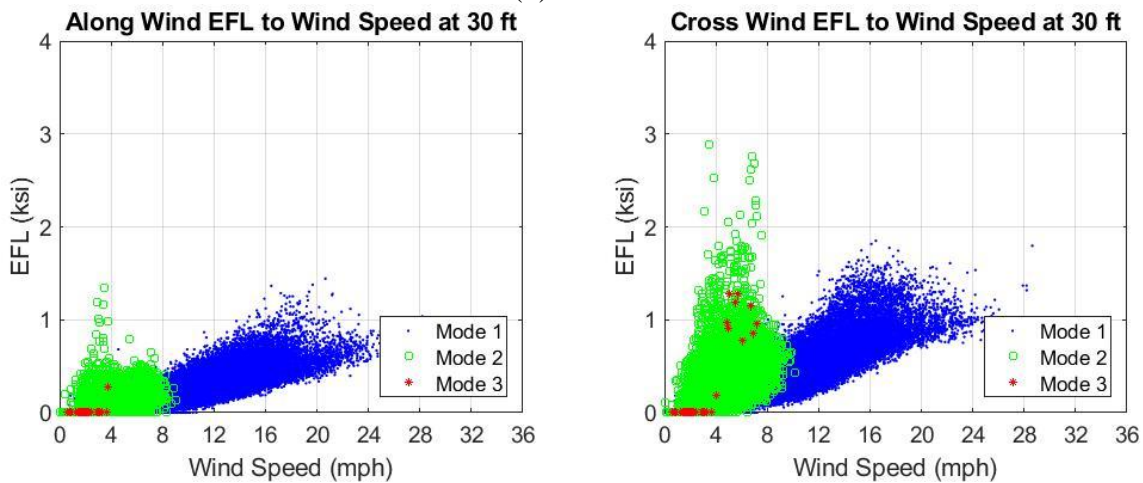 Along Wind EFL to Wind Speed at 30 ft
4
3
2
1
0
EFL (ksi)
0 4 8 12 16 20 24 28 32 36
Wind Speed (mph)
Mode 1
Mode 2
Mode 3
Cross Wind EFL to Wind Speed at 30 ft
4
3
2
1
0
EFL (ksi)
0 4 8 12 16 20 24 28 32 36
Wind Speed (mph)
Mode 1
Mode 2
Mode 3